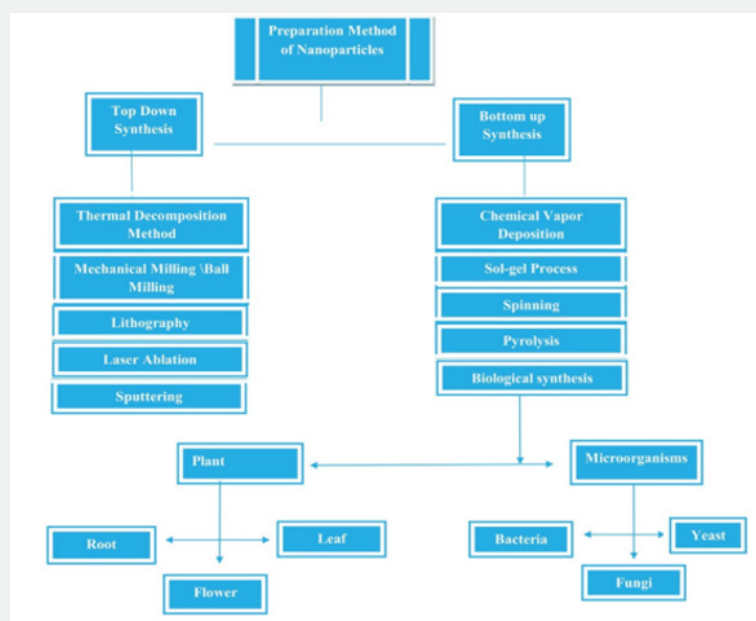 Preparation Method
of Nanoparticles
Top Down
Synthesis
Bottom up
Synthesis
Thermal Decomposition
Method
Mechanical Milling \Ball
Milling
Lithography
Laser Ablation
Sputtering
Chemical Vapor
Deposition
Sol-gel Process
Spinning
Pyrolysis
Biological synthesis
Plant
Microorganisms
Root
Leaf
Flower
Bacteria
Yeast
Fungi